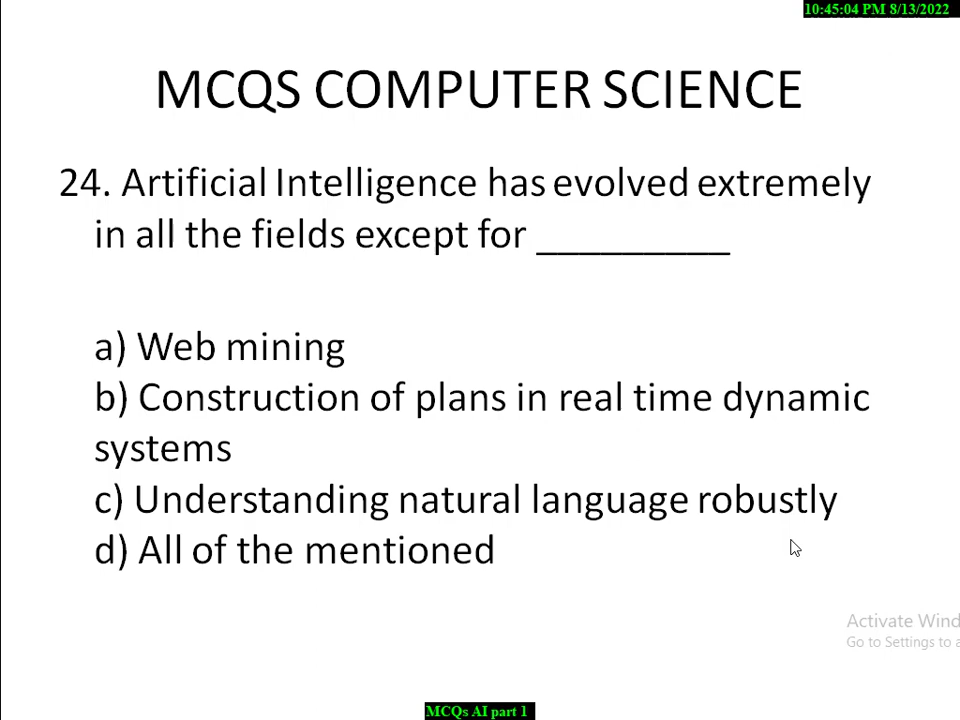 10:45:04 PM 8/13/2022
MCQS COMPUTER SCIENCE
24. Artificial Intelligence has evolved extremely
in all the fields except for _________
a) Web mining
b) Construction of plans in real time dynamic
systems
c) Understanding natural language robustly
d) All of the mentioned
Activate Wind
Go to Settings to a
MCQs AI part 1